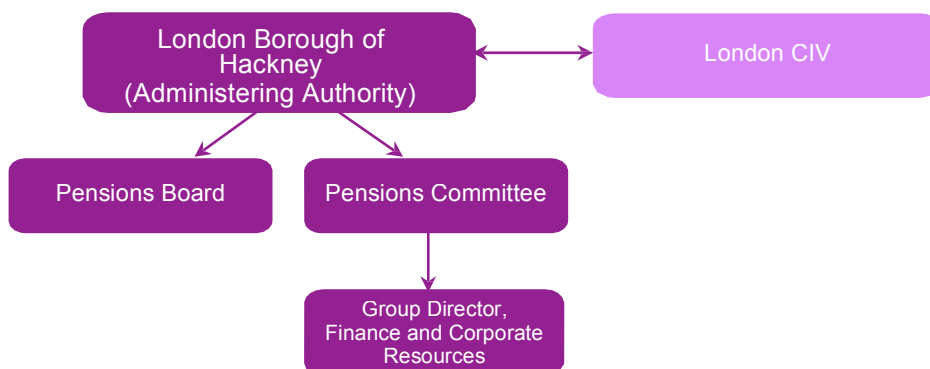 London Borough of
Hackney
(Administering Authority)
London CIV
Pensions Board
Pensions Committee
Group Director,
Finance and Corporate
Resources